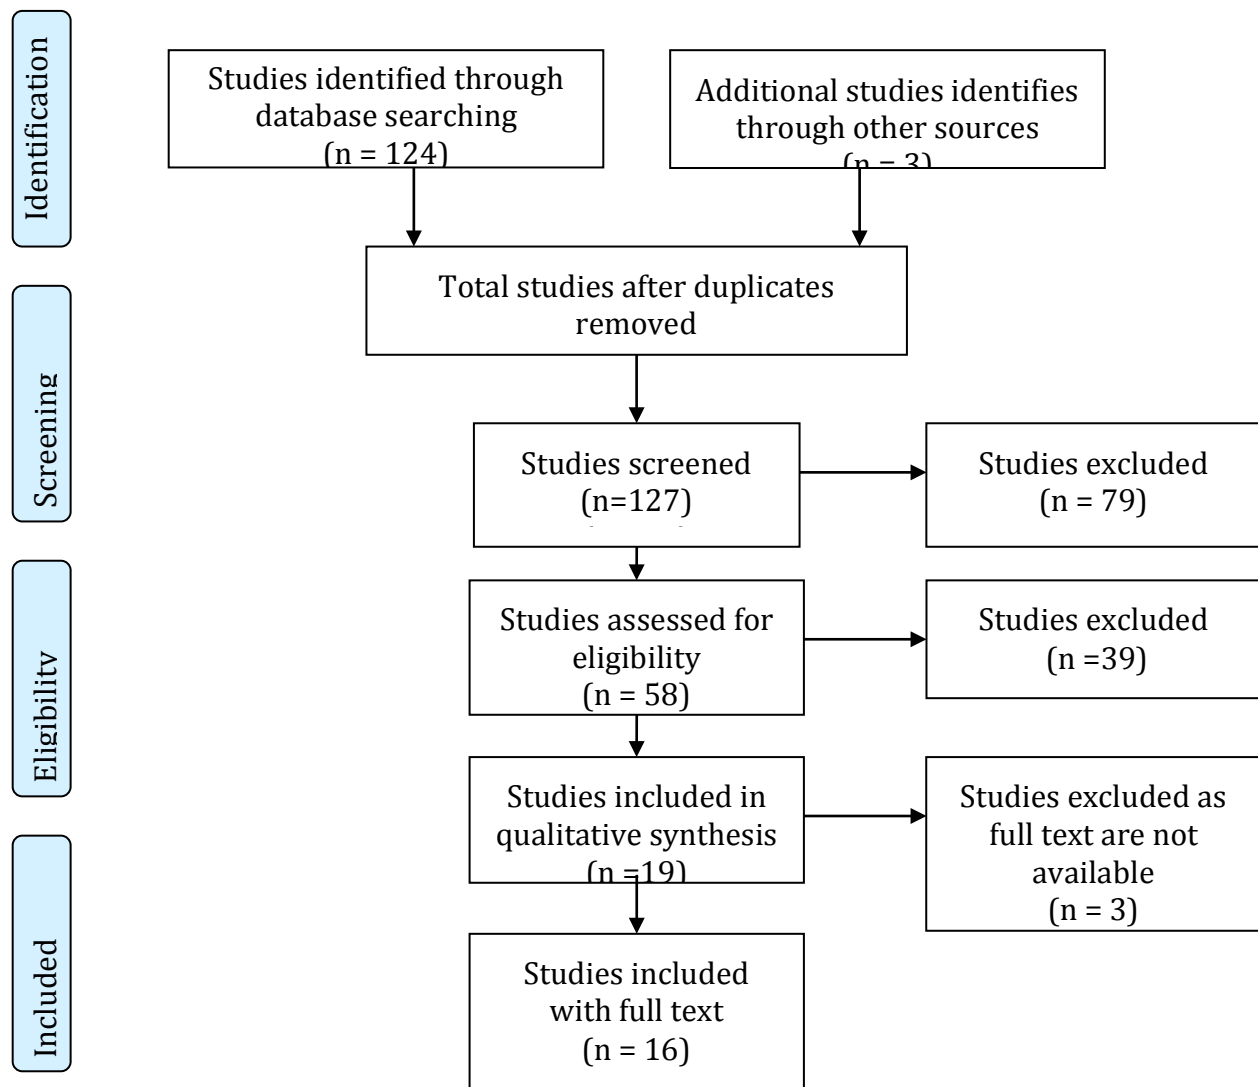 Identification
Studies identified through
database searching
(n = 124)
Additional studies identifies
through other sources
(n = 3)
Total studies after duplicates
removed
Screening
Studies screened
(n=127)
Studies excluded
(n = 79)
Eligibility
Studies assessed for
eligibility
(n = 58)
Studies excluded
(n =39)
Studies included in
qualitative synthesis
(n =19)
Studies excluded as
full text are not
available
(n = 3)
Included
Studies included
with full text
(n = 16)